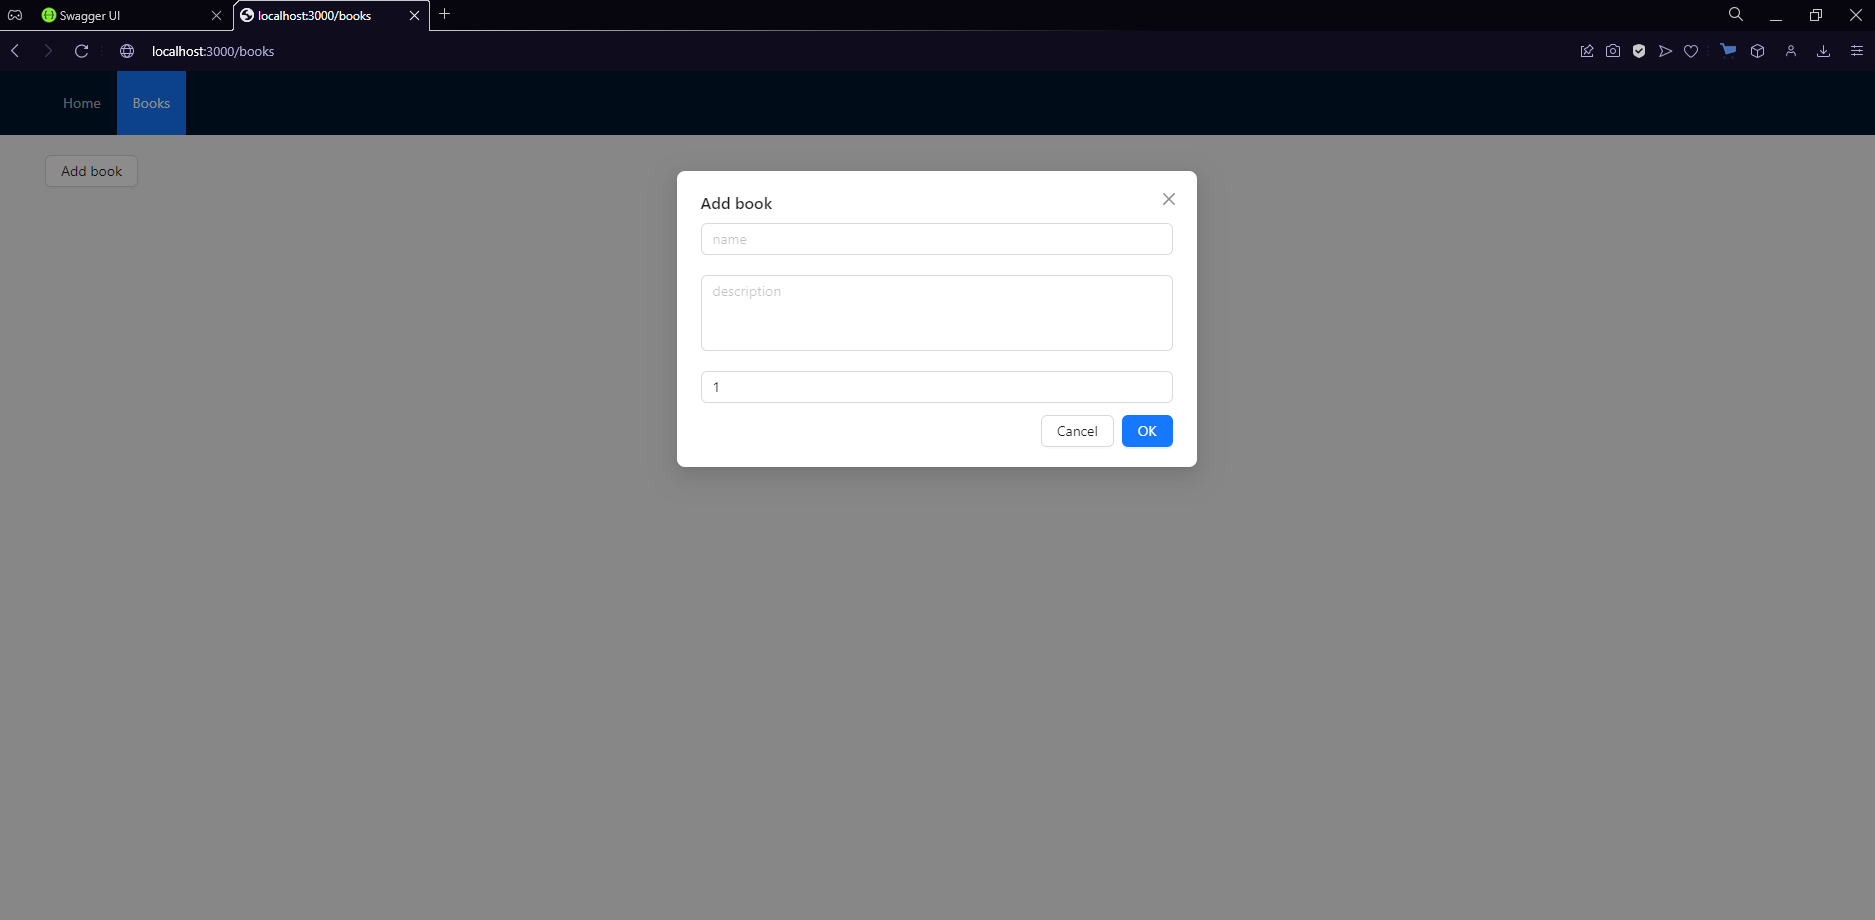 Swagger UI
localhost:3000/books
localhost:3000/books
Home
Books
Add book
Add book
name
description
1
Cancel
OK